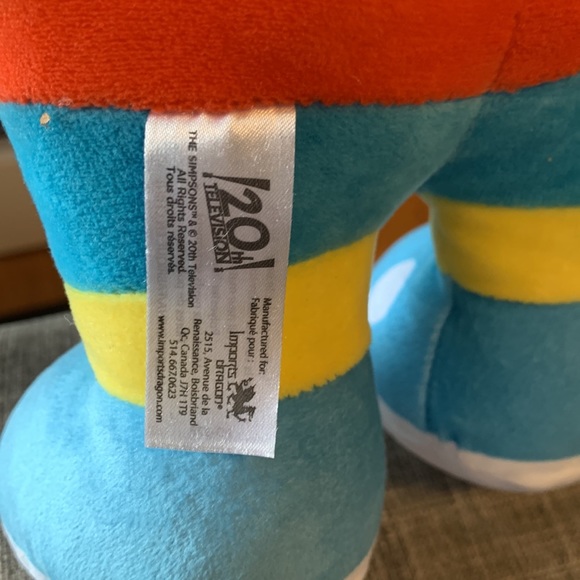 20th
TELEVISION
THE SIMPSONS™ & © 20th Television
All Rights Reserved.
Tous droits réservés.
Manufactured for:
Fabriqué pour :
Imports
DRAGON®
2515, Avenue de la
Renaissance, Boisbriand
Qc, Canada J7H 1T9
514.667.0623
www.importsdragon.com